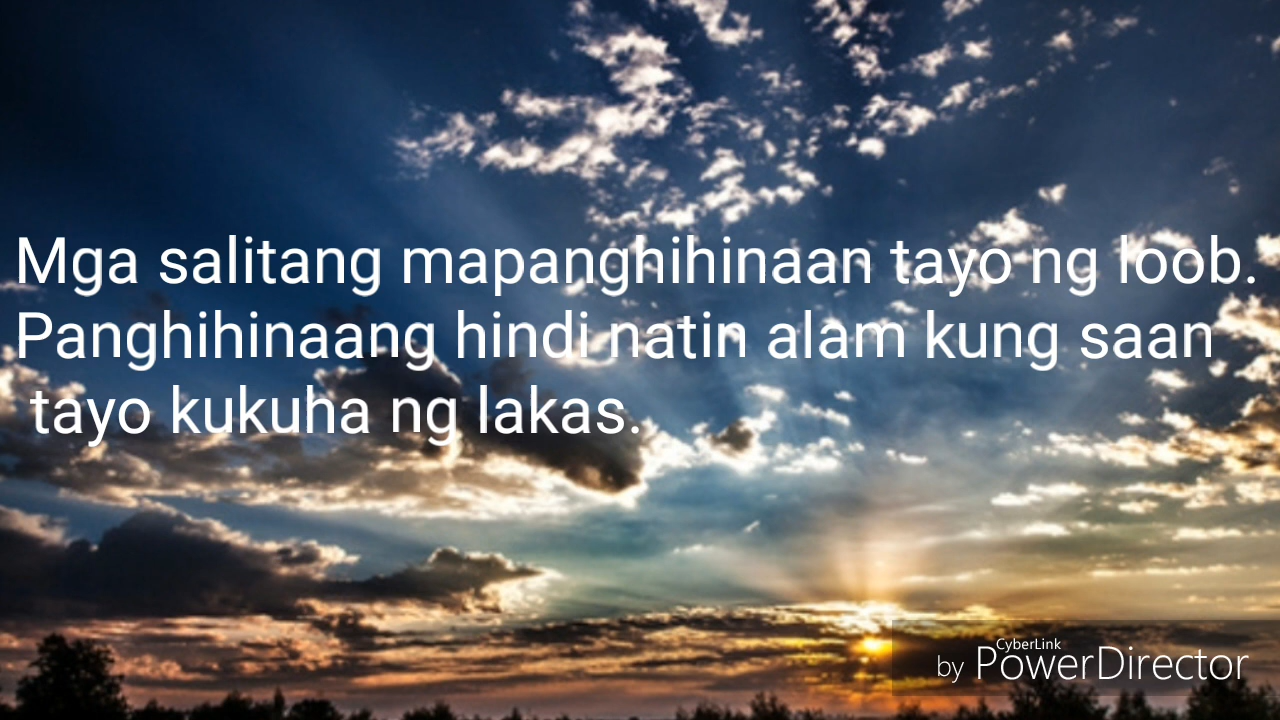 Mga salitang mapanghihinaan tayo ng loob.
Panghihinaang hindi natin alam kung saan
tayo kukuha ng lakas.
CyberLink
by PowerDirector